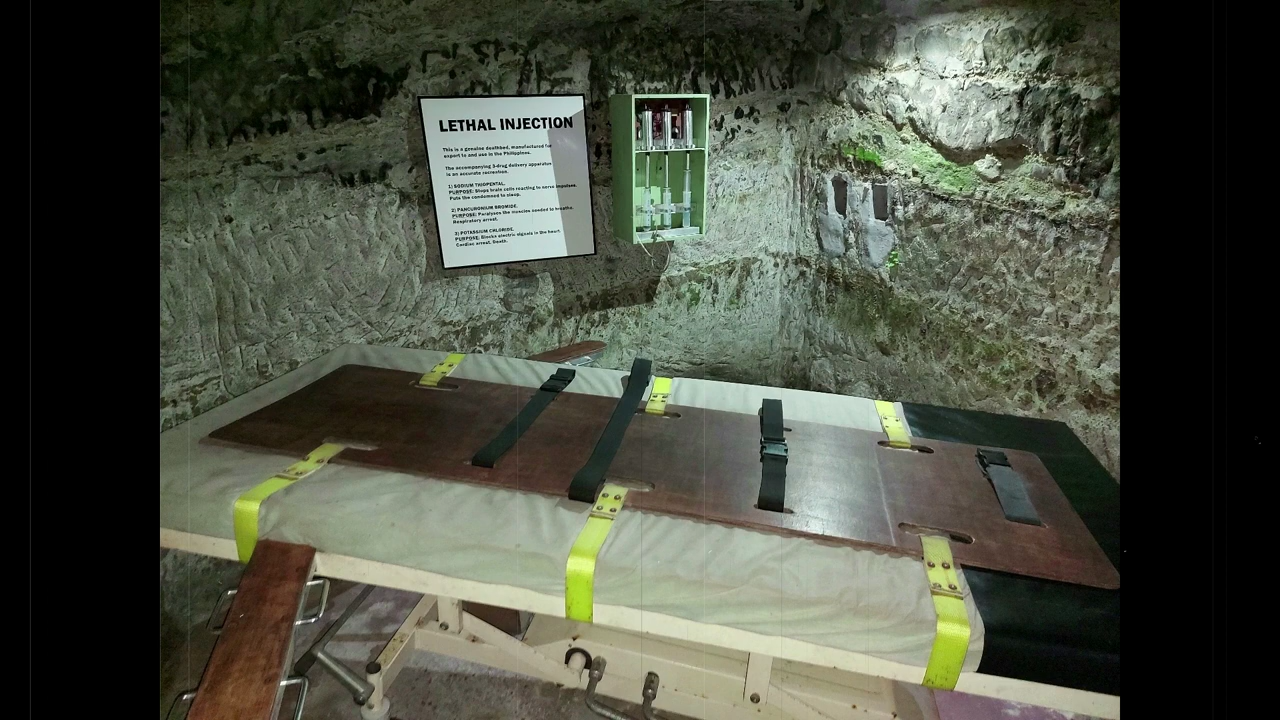 LETHAL INJECTION
This is a genuine deathbed, manufactured for
export to and use in the Philippines.
The accompanying 3-drug delivery apparatus
is an accurate recreation.
1) SODIUM THIOPENTAL.
PURPOSE: Stops brain cells reacting to nerve impulses.
Puts the condemned to sleep.
2) PANCURONIUM BROMIDE.
PURPOSE: Paralyses the muscles needed to breathe.
Respiratory arrest.
3) POTASSIUM CHLORIDE.
PURPOSE: Blocks electric signals in the heart.
Cardiac arrest. Death.